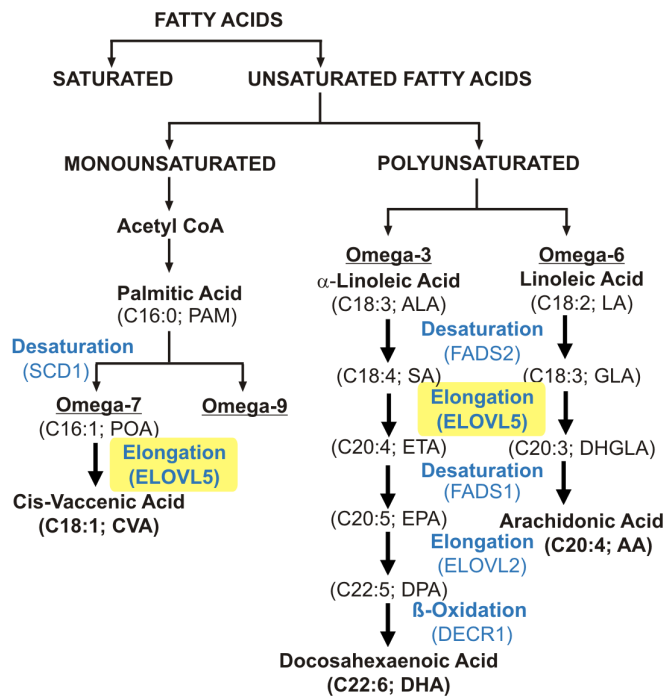 FATTY ACIDS
SATURATED
UNSATURATED FATTY ACIDS
MONOUNSATURATED
POLYUNSATURATED
Acetyl CoA
Palmitic Acid
(C16:0; PAM)
Desaturation
(SCD1)
Omega-7
(C16:1; POA)
Omega-9
Elongation
(ELOVL5)
Cis-Vaccenic Acid
(C18:1; CVA)
Omega-3
α-Linoleic Acid
(C18:3; ALA)
Omega-6
Linoleic Acid
(C18:2; LA)
Desaturation
(FADS2)
(C18:4; SA)
(C18:3; GLA)
Elongation
(ELOVL5)
(C20:4; ETA)
(C20:3; DHGLA)
Desaturation
(FADS1)
(C20:5; EPA)
Arachidonic Acid
(C20:4; AA)
Elongation
(ELOVL2)
(C22:5; DPA)
ß-Oxidation
(DECR1)
Docosahexaenoic Acid
(C22:6; DHA)